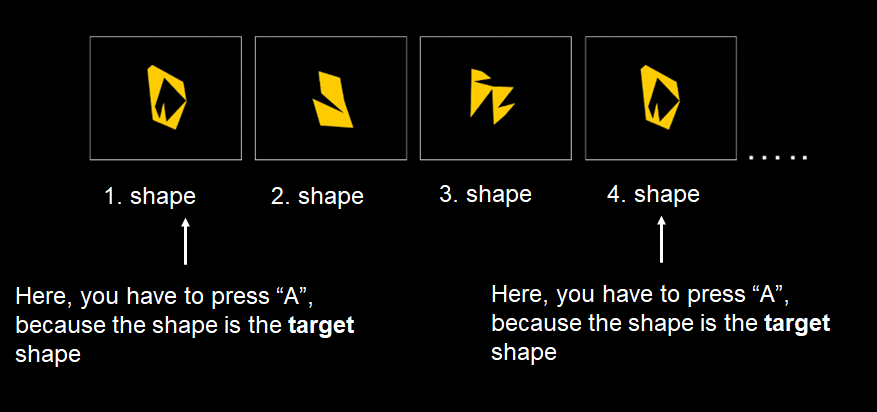 .....
1. shape
2. shape
3. shape
4. shape
Here, you have to press “A”,
because the shape is the target
shape
Here, you have to press “A”,
because the shape is the target
shape